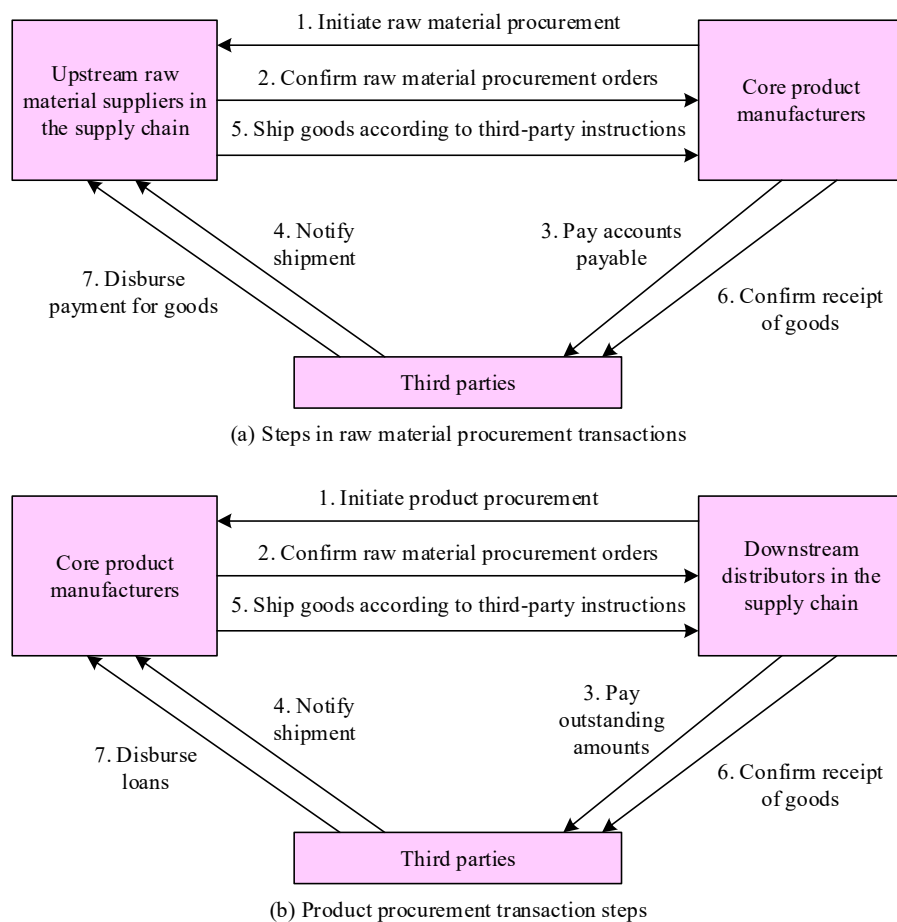 1. Initiate raw material procurement
Upstream raw
material suppliers in
the supply chain
2. Confirm raw material procurement orders
Core product
manufacturers
5. Ship goods according to third-party instructions
4. Notify
shipment
3. Pay accounts
payable
7. Disburse
payment for goods
6. Confirm receipt
of goods
Third parties
(a) Steps in raw material procurement transactions
1. Initiate product procurement
Core product
manufacturers
2. Confirm raw material procurement orders
Downstream
distributors in the
supply chain
5. Ship goods according to third-party instructions
4. Notify
shipment
3. Pay
outstanding
amounts
7. Disburse
loans
6. Confirm receipt
of goods
Third parties
(b) Product procurement transaction steps